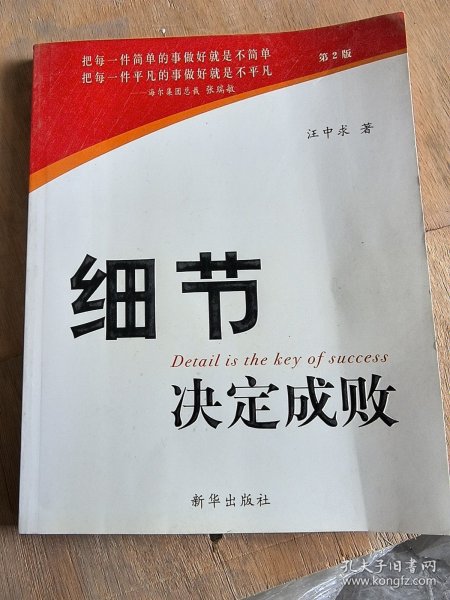 把每一件简单的事做好就是不简单
把每一件平凡的事做好就是不平凡
——海尔集团总裁 张瑞敏
第2版
汪中求 著
细节
Detail is the key of success
决定成败
新华出版社
孔夫子旧书网
www.kongfz.com